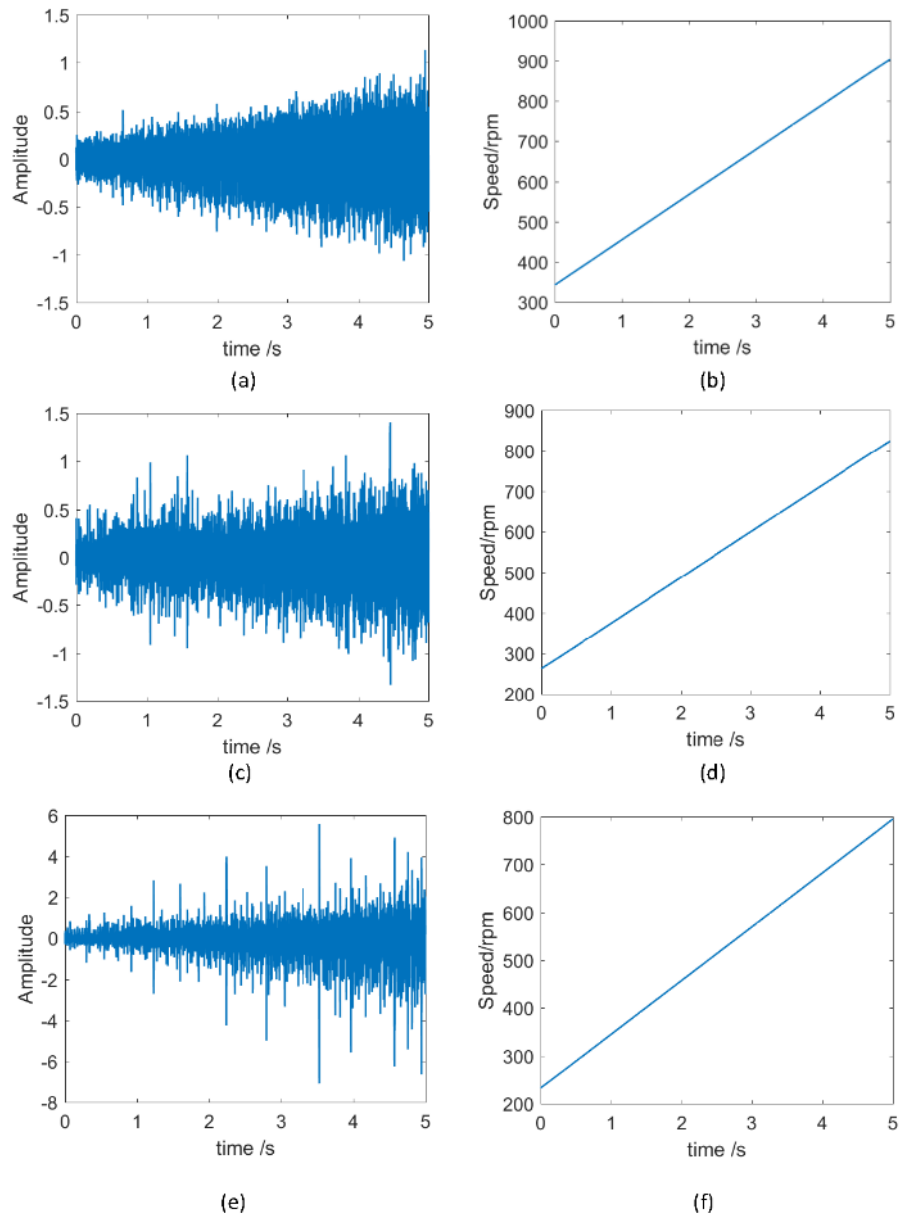 1.5
1
0.5
0
-0.5
-1
-1.5
Amplitude
0 1 2 3 4 5
time /s
(a)
1000
900
800
700
600
500
400
300
Speed/rpm
0 1 2 3 4 5
time /s
(b)
1.5
1
0.5
0
-0.5
-1
-1.5
Amplitude
0 1 2 3 4 5
time /s
(c)
900
800
700
600
500
400
300
200
Speed/rpm
0 1 2 3 4 5
time /s
(d)
6
4
2
0
-2
-4
-6
-8
Amplitude
0 1 2 3 4 5
time /s
(e)
800
700
600
500
400
300
200
Speed/rpm
0 1 2 3 4 5
time /s
(f)